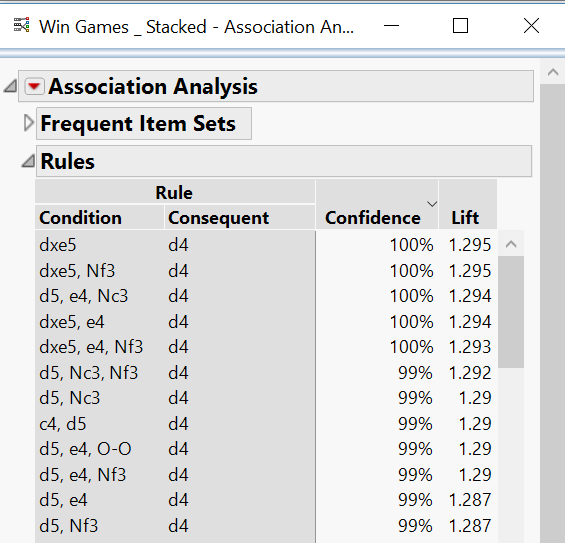 Win Games _ Stacked - Association An...
Association Analysis
Frequent Item Sets
Rules
Rule
Condition Consequent Confidence Lift
dxe5 d4 100% 1.295
dxe5, Nf3 d4 100% 1.295
d5, e4, Nc3 d4 100% 1.294
dxe5, e4 d4 100% 1.294
dxe5, e4, Nf3 d4 100% 1.293
d5, Nc3, Nf3 d4 99% 1.292
d5, Nc3 d4 99% 1.29
c4, d5 d4 99% 1.29
d5, e4, O-O d4 99% 1.29
d5, e4, Nf3 d4 99% 1.29
d5, e4 d4 99% 1.287
d5, Nf3 d4 99% 1.287